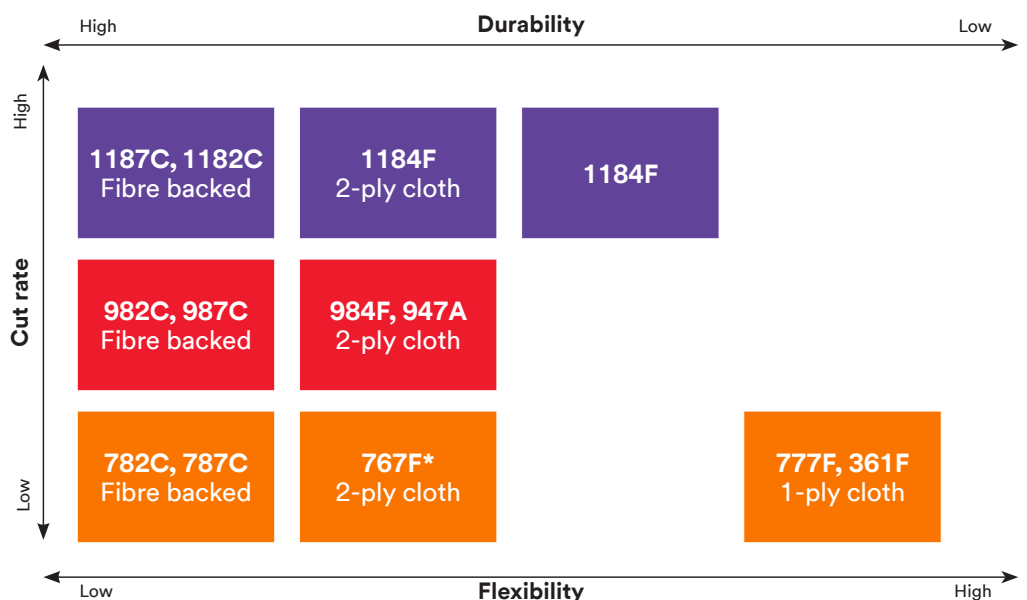 High
Durability
Low
High
Cut rate
Low
1187C, 1182C
Fibre backed
1184F
2-ply cloth
1184F
982C, 987C
Fibre backed
984F, 947A
2-ply cloth
782C, 787C
Fibre backed
767F*
2-ply cloth
777F, 361F
1-ply cloth
Low
Flexibility
High